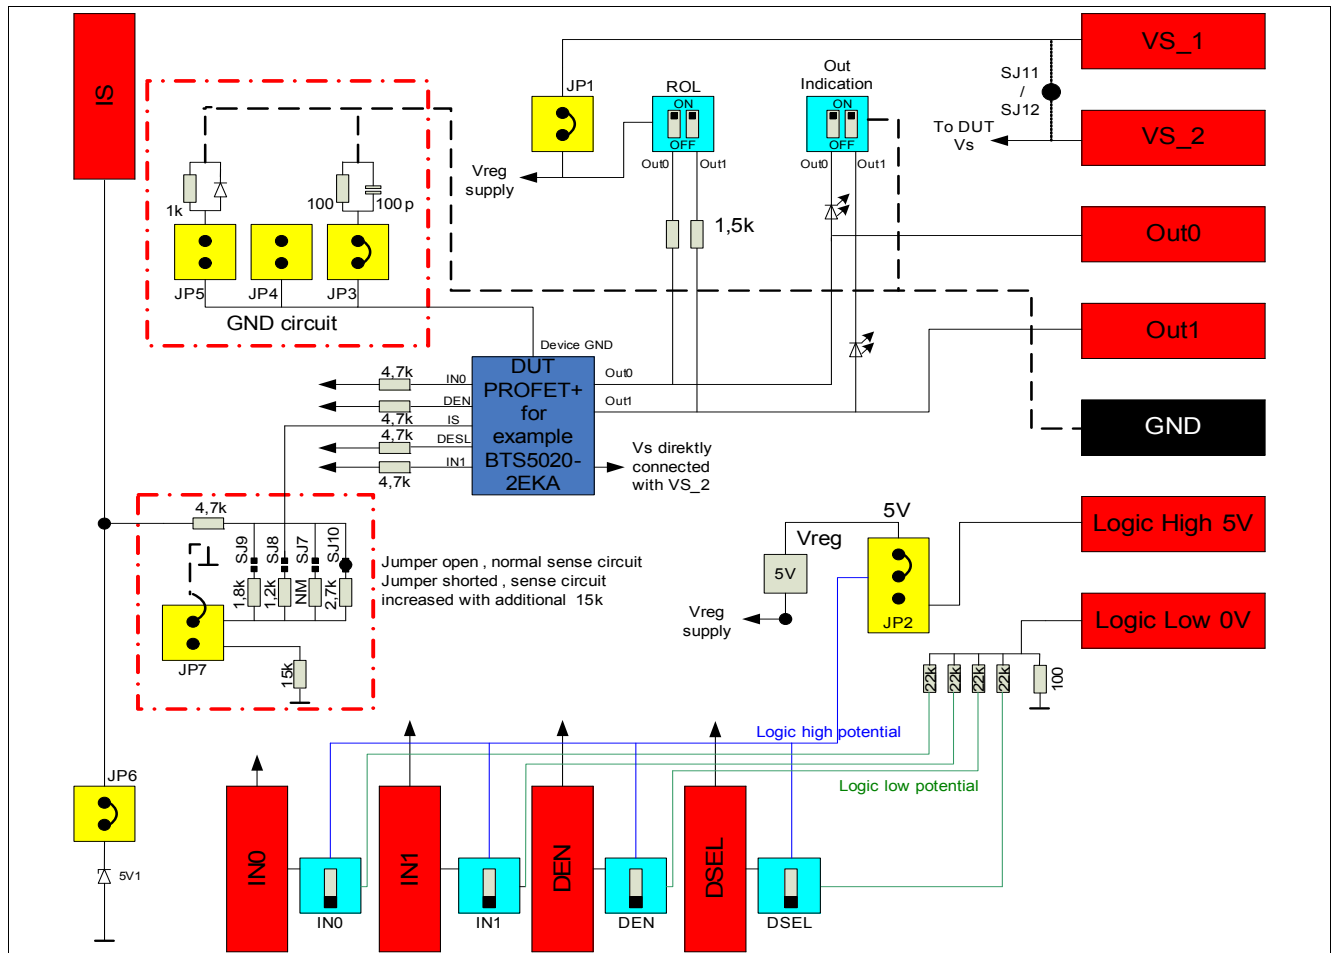 IS
VS_1
VS_2
SJ11
/
SJ12
To DUT
Vs
JP1
ROL
ON
OFF
Out0
Out1
Out
Indication
ON
OFF
Out0
Out1
Vreg
supply
1k
100
100 p
1,5k
Out0
JP5
JP4
JP3
GND circuit
Out1
Device GND
DUT
PROFET+
for
example
BTS5020-
2EKA
4,7k
IN0
DEN
4,7k
IS
4,7k
DESL
IN1
4,7k
Out0
Out1
Vs direktly
connected
with VS_2
GND
4,7k
SJ9
SJ8
SJ7
SJ10
1,8k
1,2k
NM
2,7k
Jumper open , normal sense circuit
Jumper shorted , sense circuit
increased with additional 15k
JP7
15k
5V
Vreg
5V
Vreg
supply
JP2
Logic High 5V
Logic Low 0V
22k
22k
22k
22k
100
Logic high potential
Logic low potential
JP6
5V1
IN0
IN0
IN1
IN1
DEN
DEN
DSEL
DSEL